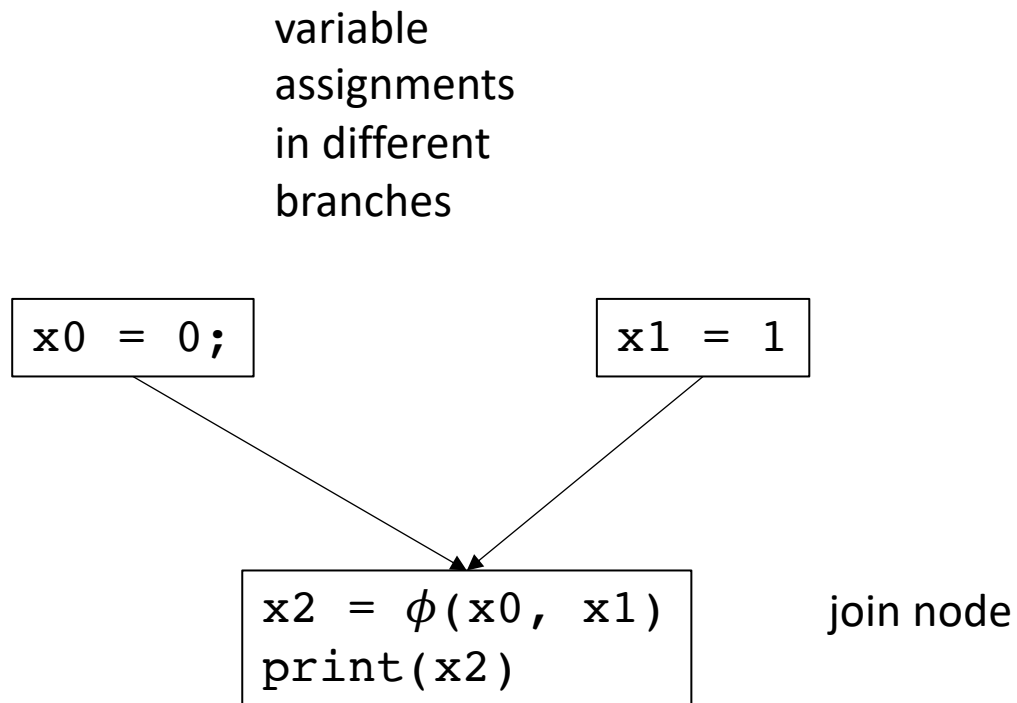 variable
assignments
in different
branches
x0 = 0;
x1 = 1
x2 = ϕ(x0, x1)
print(x2)
join node